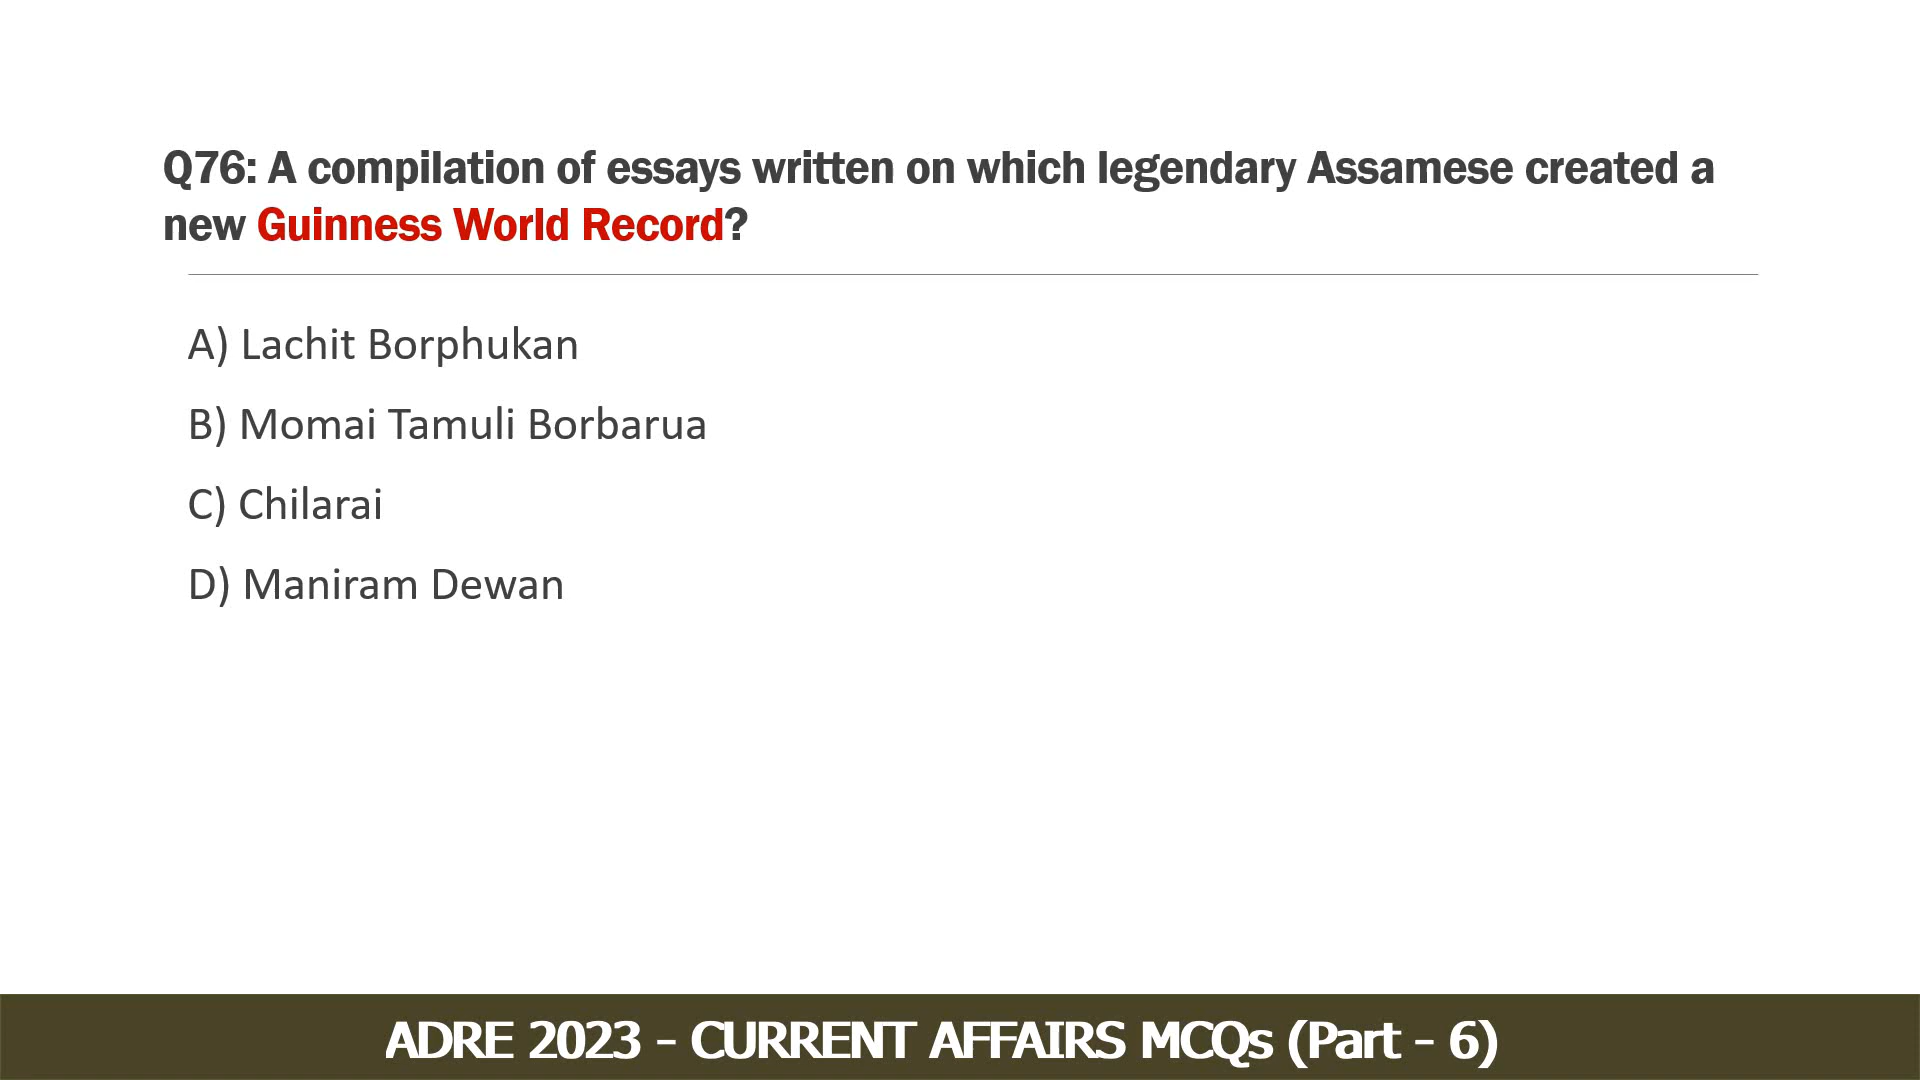 Q76: A compilation of essays written on which legendary Assamese created a
new Guinness World Record?
A) Lachit Borphukan
B) Momai Tamuli Borbarua
C) Chilarai
D) Maniram Dewan
ADRE 2023 - CURRENT AFFAIRS MCQs (Part - 6)